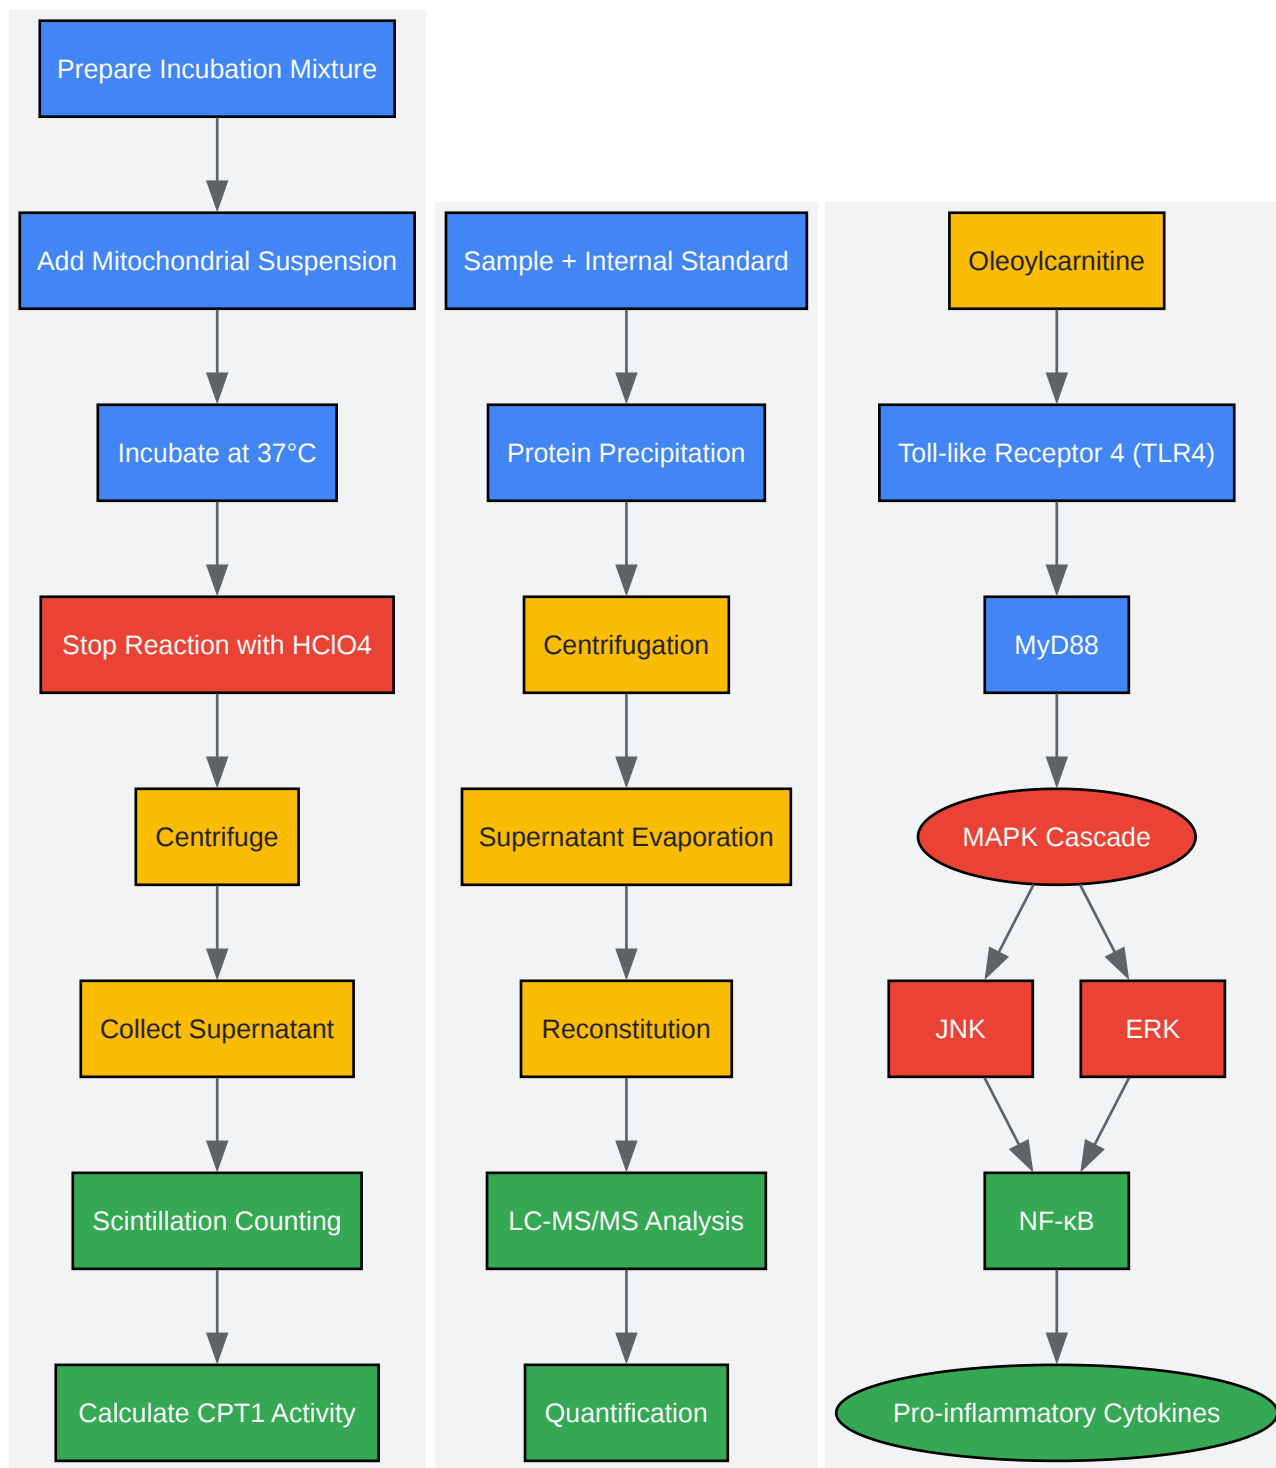 Prepare Incubation Mixture
Add Mitochondrial Suspension
Incubate at 37°C
Stop Reaction with HClO4
Centrifuge
Collect Supernatant
Scintillation Counting
Calculate CPT1 Activity
Sample + Internal Standard
Protein Precipitation
Centrifugation
Supernatant Evaporation
Reconstitution
LC-MS/MS Analysis
Quantification
Oleoylcarnitine
Toll-like Receptor 4 (TLR4)
MyD88
MAPK Cascade
JNK
ERK
NF-κB
Pro-inflammatory Cytokines